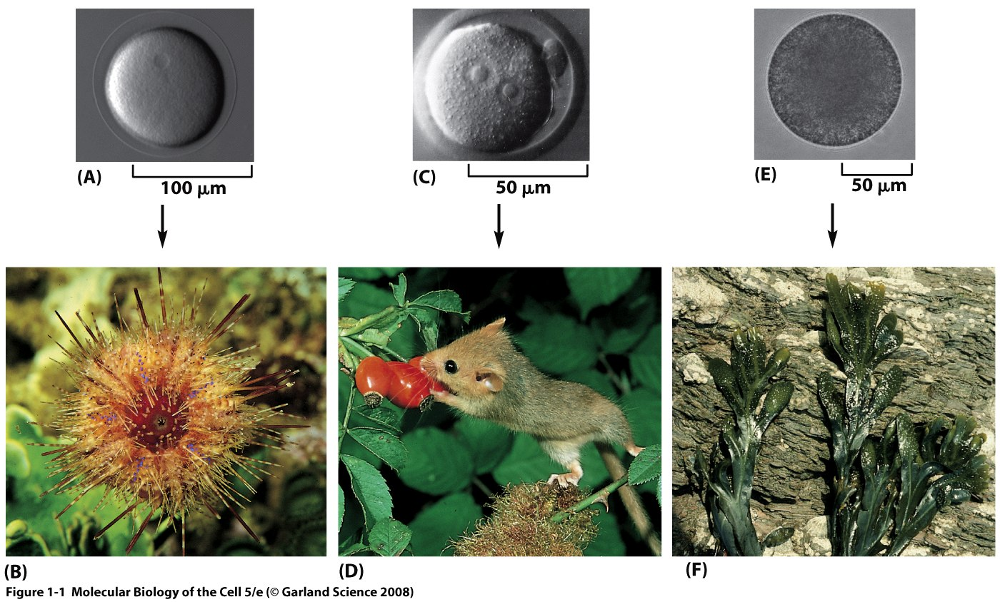 (A)
100 μm
(C)
50 μm
(E)
50 μm
(B)
(D)
(F)
Figure 1-1 Molecular Biology of the Cell 5/e (© Garland Science 2008)